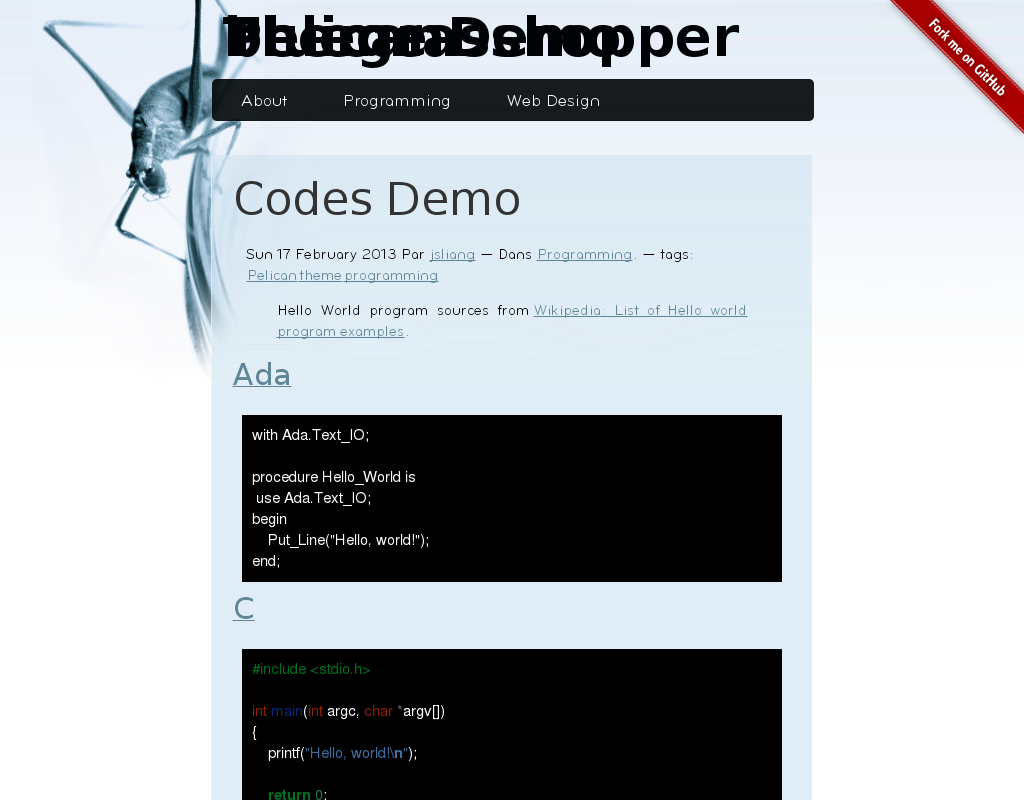 Fork me on GitHub
About Programming Web Design
Codes Demo
Sun 17 February 2013 Par jsliang — Dans Programming. — tags:
Pelican theme programming
Hello World program sources from Wikipedia: List of Hello world
program examples.
Ada
with Ada.Text_IO;
procedure Hello_World is
use Ada.Text_IO;
begin
Put_Line("Hello, world!");
end;
C
#include <stdio.h>
int main(int argc, char *argv[])
{
printf("Hello, world!\n");
return 0;